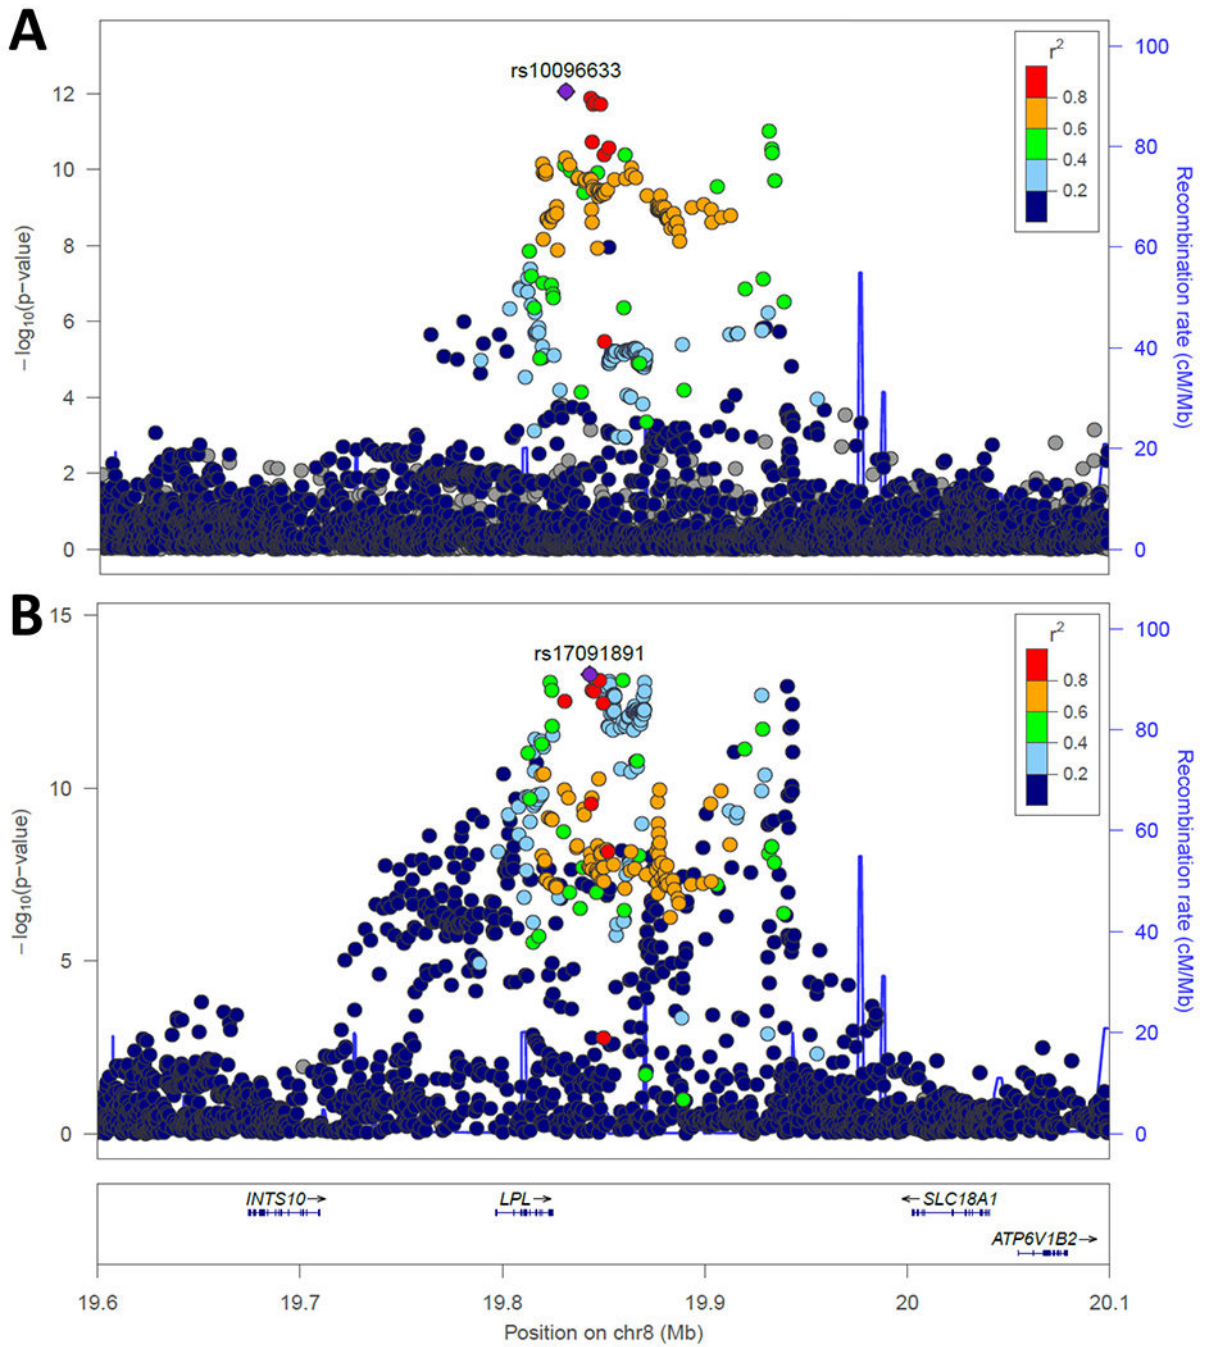 A
rs10096633
r2
0.8
0.6
0.4
0.2
12
10
8
6
4
2
0
−log10(p−value)
100
80
60
40
20
0
Recombination rate (cM/Mb)
B
rs17091891
r2
0.8
0.6
0.4
0.2
15
10
5
0
−log10(p−value)
100
80
60
40
20
0
Recombination rate (cM/Mb)
INTS10→
LPL→
←SLC18A1
ATP6V1B2→
19.6 19.7 19.8 19.9 20 20.1
Position on chr8 (Mb)